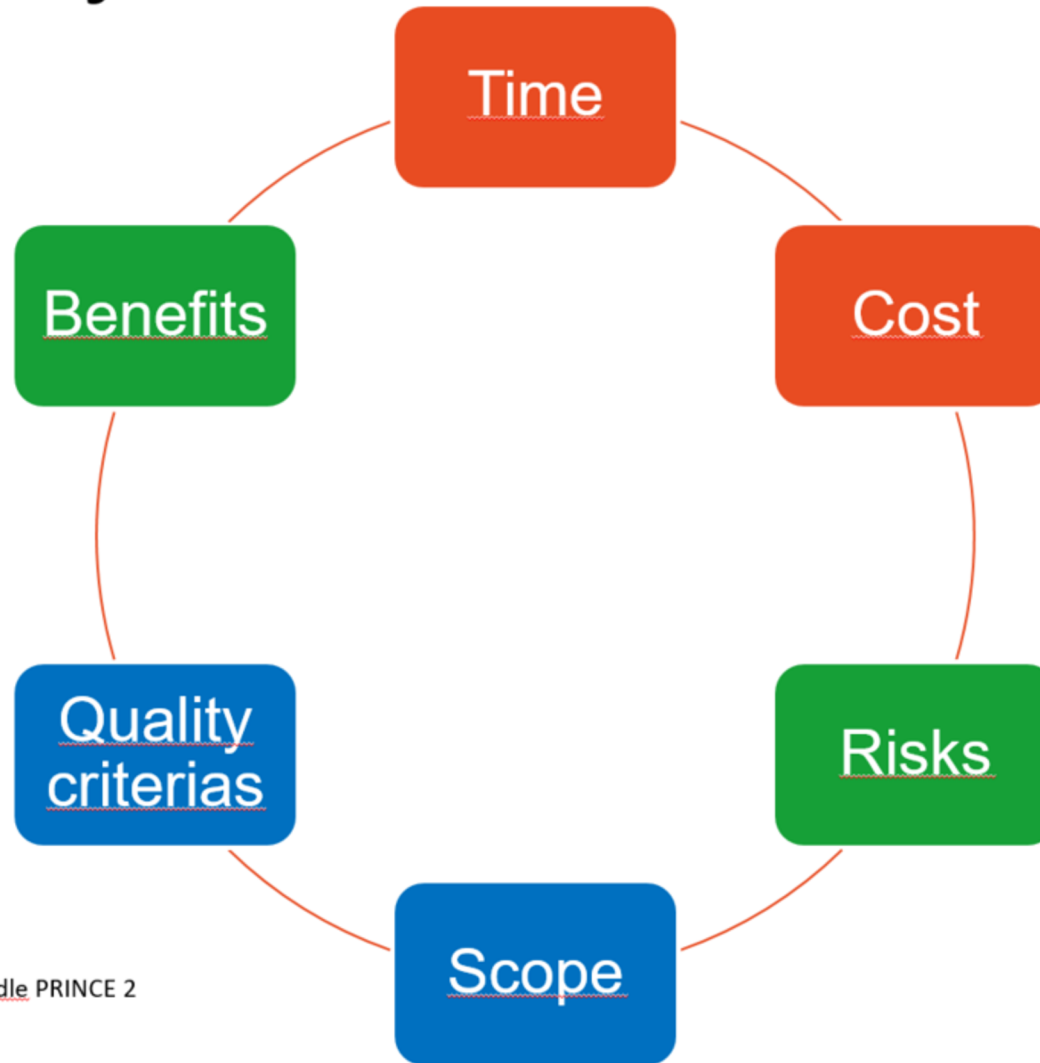 Time
Benefits
Cost
Quality
criterias
Risks
Scope
dle PRINCE 2